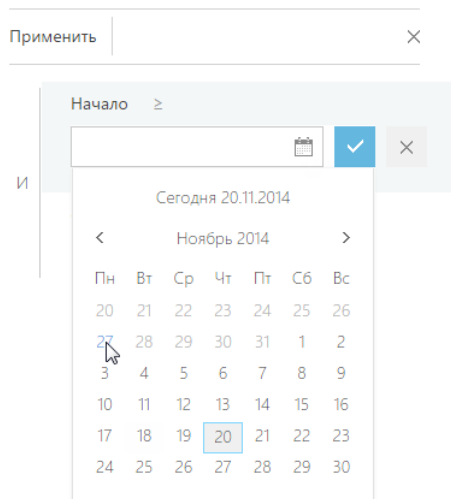 Применить
Начало ≥
И
Сегодня 20.11.2014
Ноябрь 2014
Пн Вт Ср Чт Пт Сб Вс
20 21 22 23 24 25 26
27 28 29 30 31 1 2
3 4 5 6 7 8 9
10 11 12 13 14 15 16
17 18 19 20 21 22 23
24 25 26 27 28 29 30